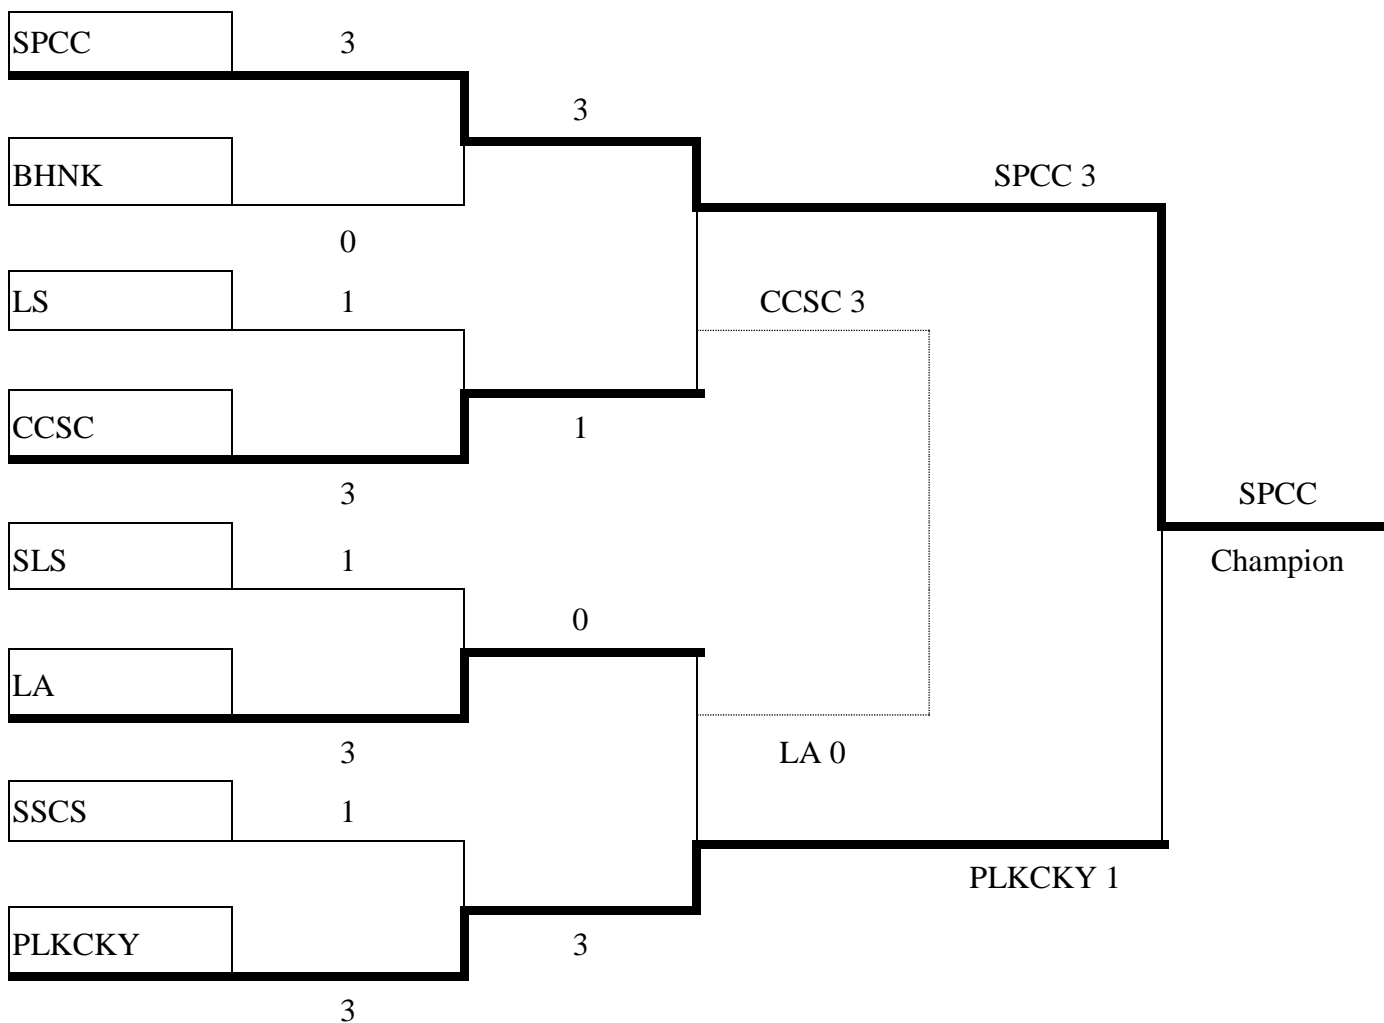 SPCC
3
3
BHNK
SPCC 3
0
LS
1
CCSC 3
CCSC
1
3
SPCC
SLS
1
Champion
0
LA
3
LA 0
SSCS
1
PLKCKY 1
PLKCKY
3
3